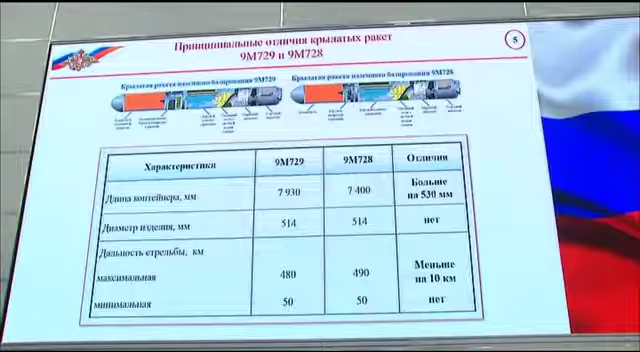 5
Принципиальные отличия крылатых ракет
9М729 и 9М728
Крылатая ракета наземного базирования 9М729
Крылатая ракета наземного базирования 9М728
Характеристики 9М729 9М728 Отличия
Длина контейнера, мм 7 930 7 400 Больше на 530 мм
Диаметр изделия, мм 514 514 нет
Дальность стрельбы, км
максимальная 480 490 Меньше на 10 км
минимальная 50 50 нет